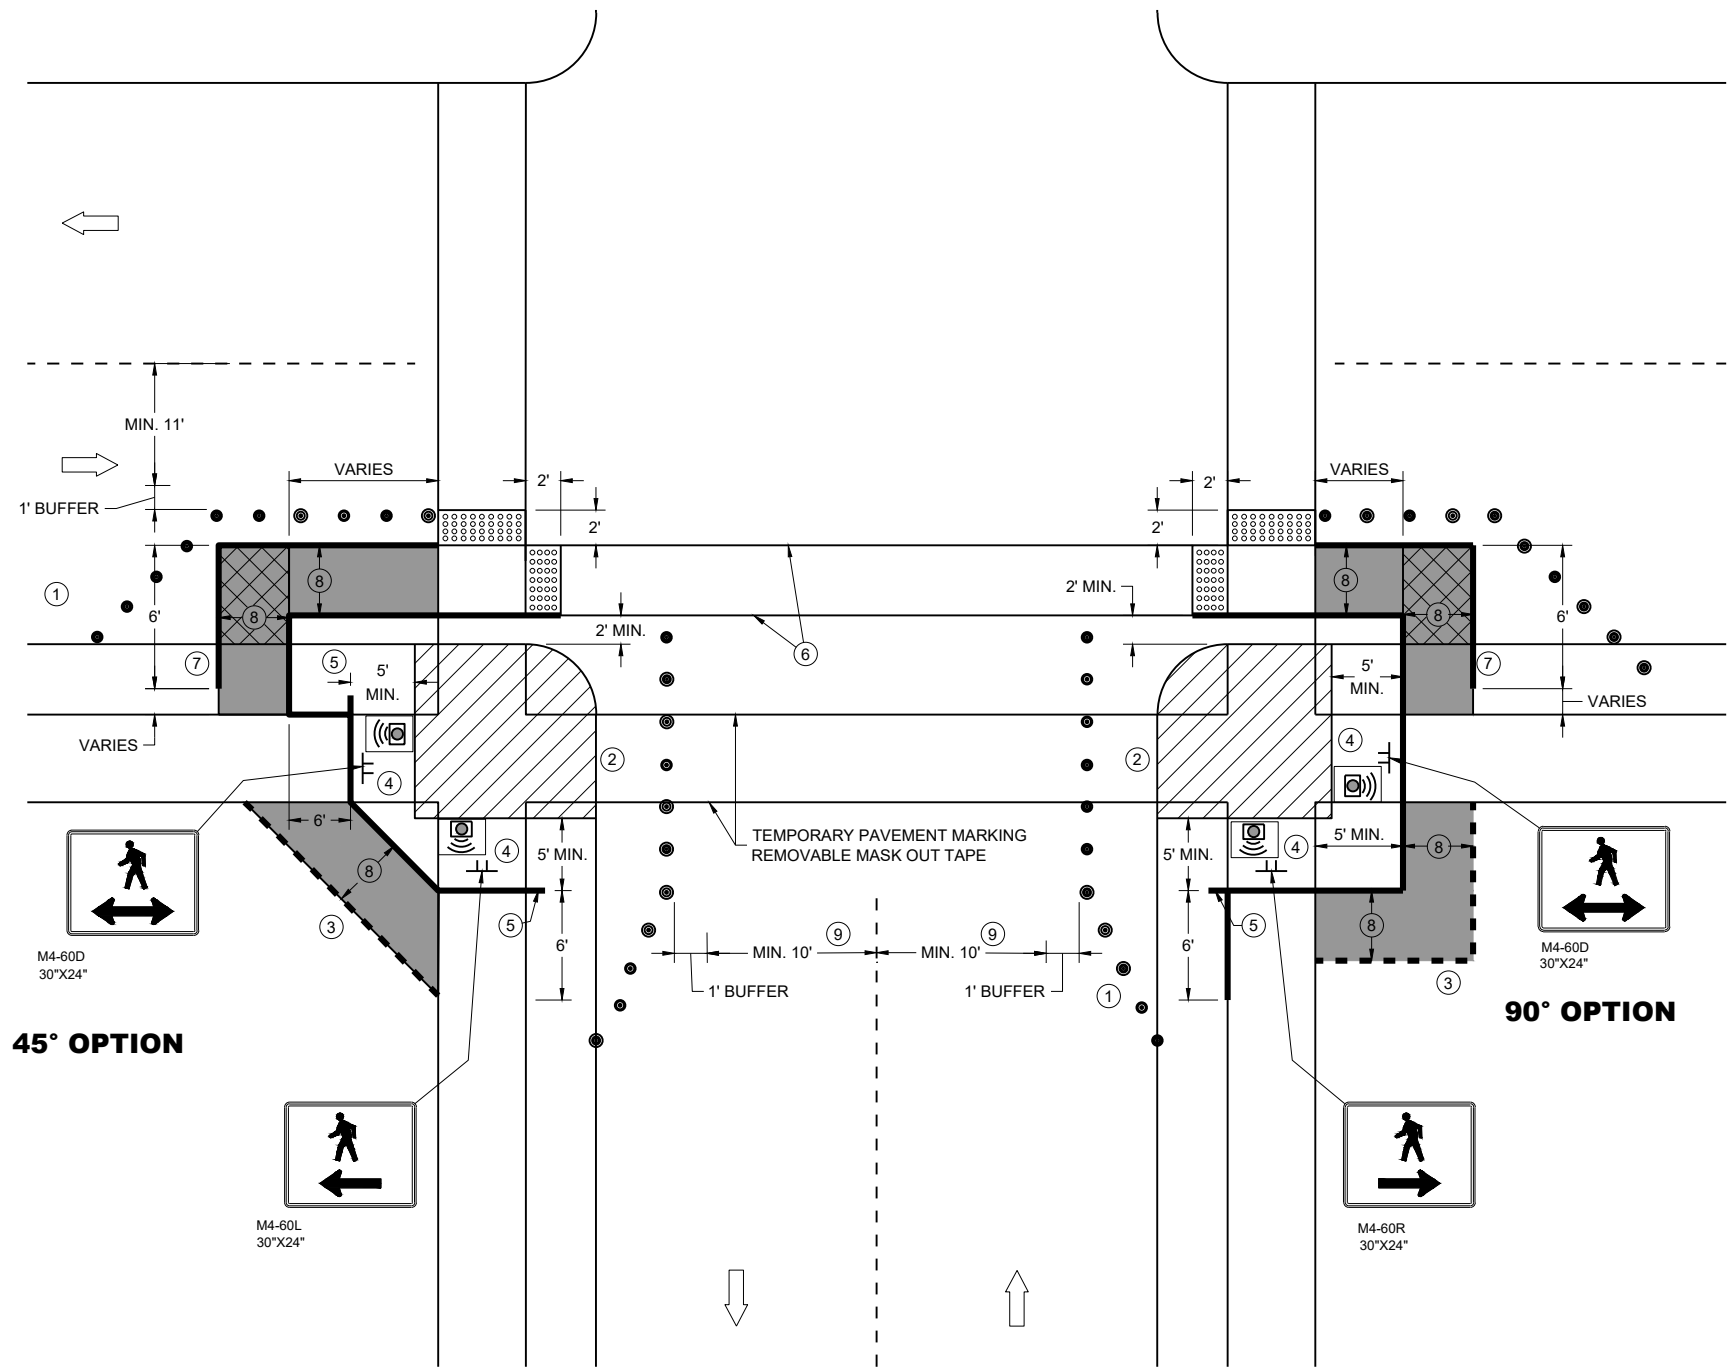 MIN. 11'
VARIES
2'
2'
2'
2'
VARIES
1' BUFFER
8
8
2' MIN.
2' MIN.
1
6'
8
6
8
6'
7
5
5'
MIN.
5'
MIN.
7
VARIES
VARIES
4
2
2
4
6'
TEMPORARY PAVEMENT MARKING
REMOVABLE MASK OUT TAPE
4
5' MIN.
5' MIN.
4
5' MIN.
8
8
3
5
6'
9
MIN. 10'
MIN. 10'
9
6'
5
8
3
1' BUFFER
1' BUFFER
1
M4-60D
30"X24"
M4-60D
30"X24"
45° OPTION
90° OPTION
M4-60L
30"X24"
M4-60R
30"X24"